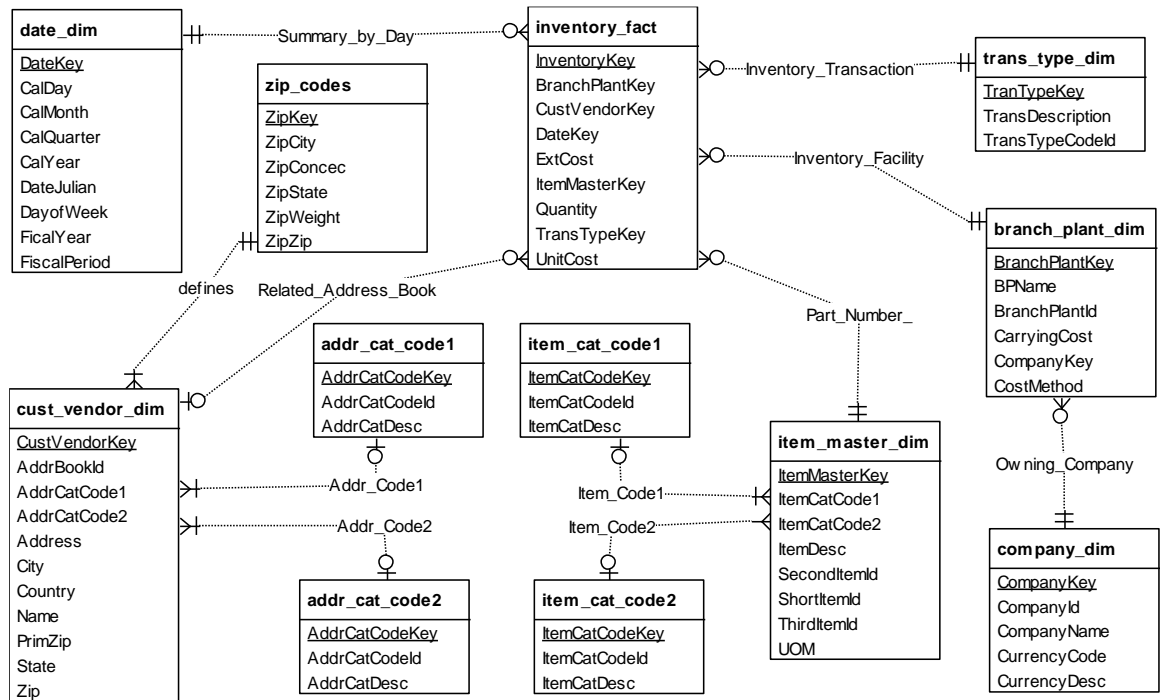 date_dim
DateKey
CalDay
CalMonth
CalQuarter
CalYear
DateJulian
DayofWeek
FicalYear
FiscalPeriod
Summary_by_Day
inventory_fact
InventoryKey
BranchPlantKey
CustVendorKey
DateKey
ExtCost
ItemMasterKey
Quantity
TransTypeKey
UnitCost
Inventory_Transaction
trans_type_dim
TranTypeKey
TransDescription
TransTypeCodeId
zip_codes
ZipKey
ZipCity
ZipConcec
ZipState
ZipWeight
ZipZip
Inventory_Facility
branch_plant_dim
BranchPlantKey
BPName
BranchPlantId
CarryingCost
CompanyKey
CostMethod
defines
Related_Address_Book
Part_Number_
addr_cat_code1
AddrCatCodeKey
AddrCatCodeId
AddrCatDesc
item_cat_code1
ItemCatCodeKey
ItemCatCodeId
ItemCatDesc
cust_vendor_dim
CustVendorKey
AddrBookId
AddrCatCode1
AddrCatCode2
Address
City
Country
Name
PrimZip
State
Zip
Addr_Code1
Addr_Code2
Item_Code1
Item_Code2
item_master_dim
ItemMasterKey
ItemCatCode1
ItemCatCode2
ItemDesc
SecondItemId
ShortItemId
ThirdItemId
UOM
Owning_Company
company_dim
CompanyKey
CompanyId
CompanyName
CurrencyCode
CurrencyDesc
addr_cat_code2
AddrCatCodeKey
AddrCatCodeId
AddrCatDesc
item_cat_code2
ItemCatCodeKey
ItemCatCodeId
ItemCatDesc